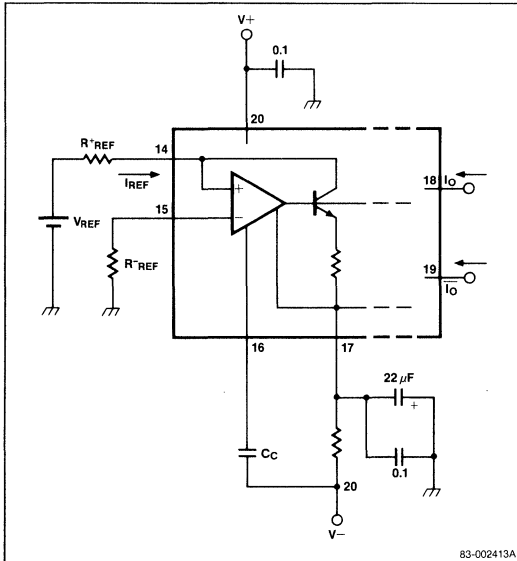 V+
0.1
20
R+REF
14
IREF
18
IO
15
VREF
R-REF
19
IO
16
17
22 μF
+
CC
0.1
20
V−
83-002413A